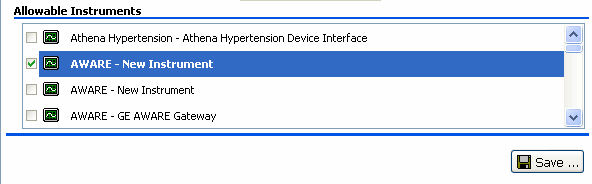 Allowable Instruments
Athena Hypertension - Athena Hypertension Device Interface
AWARE - New Instrument
AWARE - New Instrument
AWARE - GE AWARE Gateway
Save ...